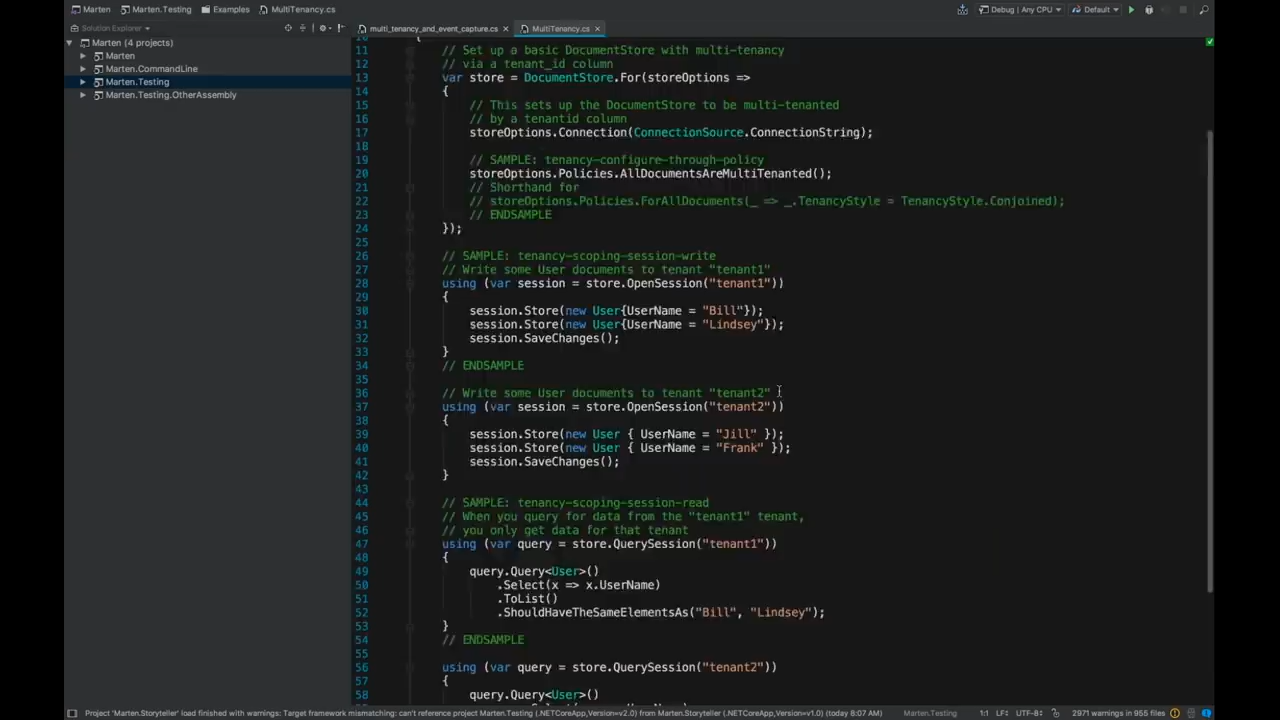 Marten Marten.Testing Examples MultiTenancy.cs Debug | Any CPU Default
Solution Explorer multi_tenancy_and_event_capture.cs × MultiTenancy.cs ×
Marten (4 projects)
Marten
Marten.CommandLine
Marten.Testing
Marten.Testing.OtherAssembly
10 {
11 // Set up a basic DocumentStore with multi-tenancy
12 // via a tenant_id column
13 var store = DocumentStore.For(storeOptions =>
14 {
15 // This sets up the DocumentStore to be multi-tenanted
16 // by a tenantid column
17 storeOptions.Connection(ConnectionSource.ConnectionString);
18
19 // SAMPLE: tenancy-configure-through-policy
20 storeOptions.Policies.AllDocumentsAreMultiTenanted();
21 // Shorthand for
22 // storeOptions.Policies.ForAllDocuments(_ => _.TenancyStyle = TenancyStyle.Conjoined);
23 // ENDSAMPLE
24 });
25
26 // SAMPLE: tenancy-scoping-session-write
27 // Write some User documents to tenant "tenant1"
28 using (var session = store.OpenSession("tenant1"))
29 {
30 session.Store(new User{UserName = "Bill"});
31 session.Store(new User{UserName = "Lindsey"});
32 session.SaveChanges();
33 }
34 // ENDSAMPLE
35
36 // Write some User documents to tenant "tenant2"
37 using (var session = store.OpenSession("tenant2"))
38 {
39 session.Store(new User { UserName = "Jill" });
40 session.Store(new User { UserName = "Frank" });
41 session.SaveChanges();
42 }
43
44 // SAMPLE: tenancy-scoping-session-read
45 // When you query for data from the "tenant1" tenant,
46 // you only get data for that tenant
47 using (var query = store.QuerySession("tenant1"))
48 {
49 query.Query<User>()
50 .Select(x => x.UserName)
51 .ToList()
52 .ShouldHaveTheSameElementsAs("Bill", "Lindsey");
53 }
54 // ENDSAMPLE
55
56 using (var query = store.QuerySession("tenant2"))
57 {
58 query.Query<User>()
Project 'Marten.Storyteller' load finished with warnings: Target framework mismatching: can't reference project Marten.Testing (.NETCoreApp,Version=v2.0) from Marten.Storyteller (.NETCoreApp,Version=v1.0) (today 8:07 AM) Marten.Testing 1:1 LF: UTF-8: 2971 warnings in 955 files